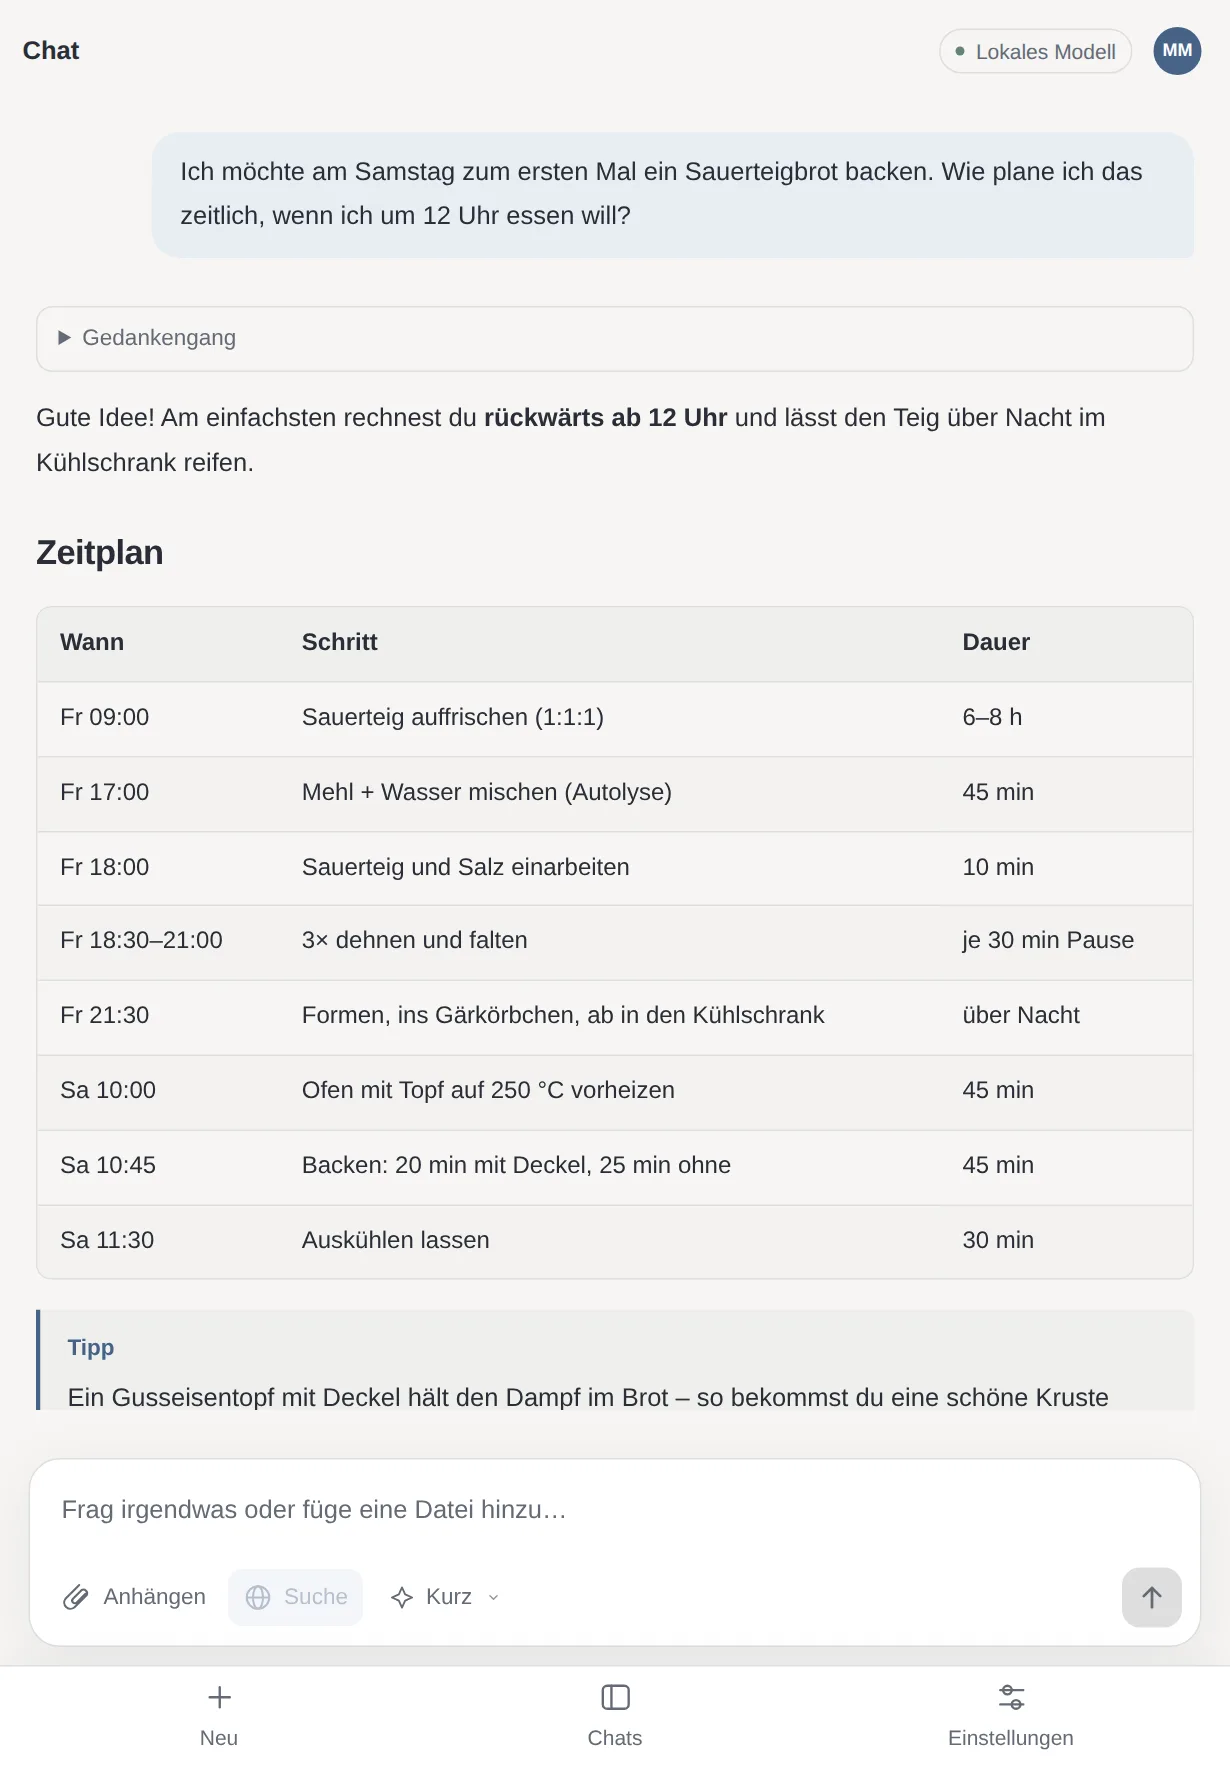 Chat
Lokales Modell
MM
Ich möchte am Samstag zum ersten Mal ein Sauerteigbrot backen. Wie plane ich das
zeitlich, wenn ich um 12 Uhr essen will?
Gedankengang
Gute Idee! Am einfachsten rechnest du rückwärts ab 12 Uhr und lässt den Teig über Nacht im
Kühlschrank reifen.
Zeitplan
Wann Schritt Dauer
Fr 09:00 Sauerteig auffrischen (1:1:1) 6–8 h
Fr 17:00 Mehl + Wasser mischen (Autolyse) 45 min
Fr 18:00 Sauerteig und Salz einarbeiten 10 min
Fr 18:30–21:00 3× dehnen und falten je 30 min Pause
Fr 21:30 Formen, ins Gärkörbchen, ab in den Kühlschrank über Nacht
Sa 10:00 Ofen mit Topf auf 250 °C vorheizen 45 min
Sa 10:45 Backen: 20 min mit Deckel, 25 min ohne 45 min
Sa 11:30 Auskühlen lassen 30 min
Tipp
Ein Gusseisentopf mit Deckel hält den Dampf im Brot – so bekommst du eine schöne Kruste
Frag irgendwas oder füge eine Datei hinzu…
Anhängen Suche Kurz
Neu Chats Einstellungen